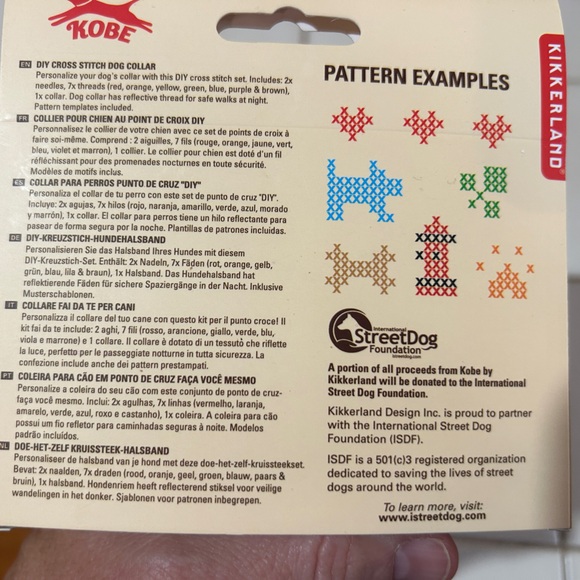 KOBE
EN DIY CROSS STITCH DOG COLLAR
Personalize your dog's collar with this DIY cross stitch set. Includes: 2x
needles, 7x threads (red, orange, yellow, green, blue, purple & brown),
1x collar. Dog collar has reflective thread for safe walks at night.
Pattern templates included.
FR COLLIER POUR CHIEN AU POINT DE CROIX DIY
Personnalisez le collier de votre chien avec ce set de points de croix à
faire soi-même. Comprend : 2 aiguilles, 7 fils (rouge, orange, jaune, vert,
bleu, violet et marron), 1 collier. Le collier pour chien est doté d'un fil
réfléchissant pour des promenades nocturnes en toute sécurité.
Modèles de motifs inclus.
ES COLLAR PARA PERROS PUNTO DE CRUZ "DIY"
Personaliza el collar de tu perro con este set de punto de cruz "DIY".
Incluye: 2x agujas, 7x hilos (rojo, naranja, amarillo, verde, azul, morado
y marrón), 1x collar. El collar para perros tiene un hilo reflectante para
pasear de forma segura por la noche. Plantillas de patrones incluidas.
DE DIY-KREUZSTICH-HUNDEHALSBAND
Personalisieren Sie das Halsband Ihres Hundes mit diesem
DIY-Kreuzstich-Set. Enthält: 2x Nadeln, 7x Fäden (rot, orange, gelb,
grün, blau, lila & braun), 1x Halsband. Das Hundehalsband hat
reflektierende Fäden für sichere Spaziergänge in der Nacht. Inklusive
Musterschablonen.
IT COLLARE FAI DA TE PER CANI
Personalizza il collare del tuo cane con questo kit per il punto croce! Il
kit fai da te include: 2 aghi, 7 fili (rosso, arancione, giallo, verde, blu,
viola e marrone) e 1 collare. Il collare è dotato di un tessuto che riflette
la luce, perfetto per le passeggiate notturne in tutta sicurezza. La
confezione include anche dei pattern prestampati.
PT COLEIRA PARA CÃO EM PONTO DE CRUZ FAÇA VOCÊ MESMO
Personalize a coleira do seu cão com este conjunto de ponto de cruz-
faça você mesmo. Inclui: 2x agulhas, 7x linhas (vermelho, laranja,
amarelo, verde, azul, roxo e castanho), 1x coleira. A coleira para cão
possui um fio refletor para caminhadas seguras à noite. Modelos
padrão incluídos.
NL DOE-HET-ZELF KRUISSTEEK-HALSBAND
Personaliseer de halsband van je hond met deze doe-het-zelf-kruissteekset.
Bevat: 2x naalden, 7x draden (rood, oranje, geel, groen, blauw, paars &
bruin), 1x halsband. Hondenriem heeft reflecterend stiksel voor veilige
wandelingen in het donker. Sjablonen voor patronen inbegrepen.
PATTERN EXAMPLES
KIKKERLAND
International
StreetDog
Foundation
istreetdog.com
A portion of all proceeds from Kobe by
Kikkerland will be donated to the International
Street Dog Foundation.
Kikkerland Design Inc. is proud to partner
with the International Street Dog
Foundation (ISDF).
ISDF is a 501(c)3 registered organization
dedicated to saving the lives of street
dogs around the world.
To learn more, visit:
www.istreetdog.com